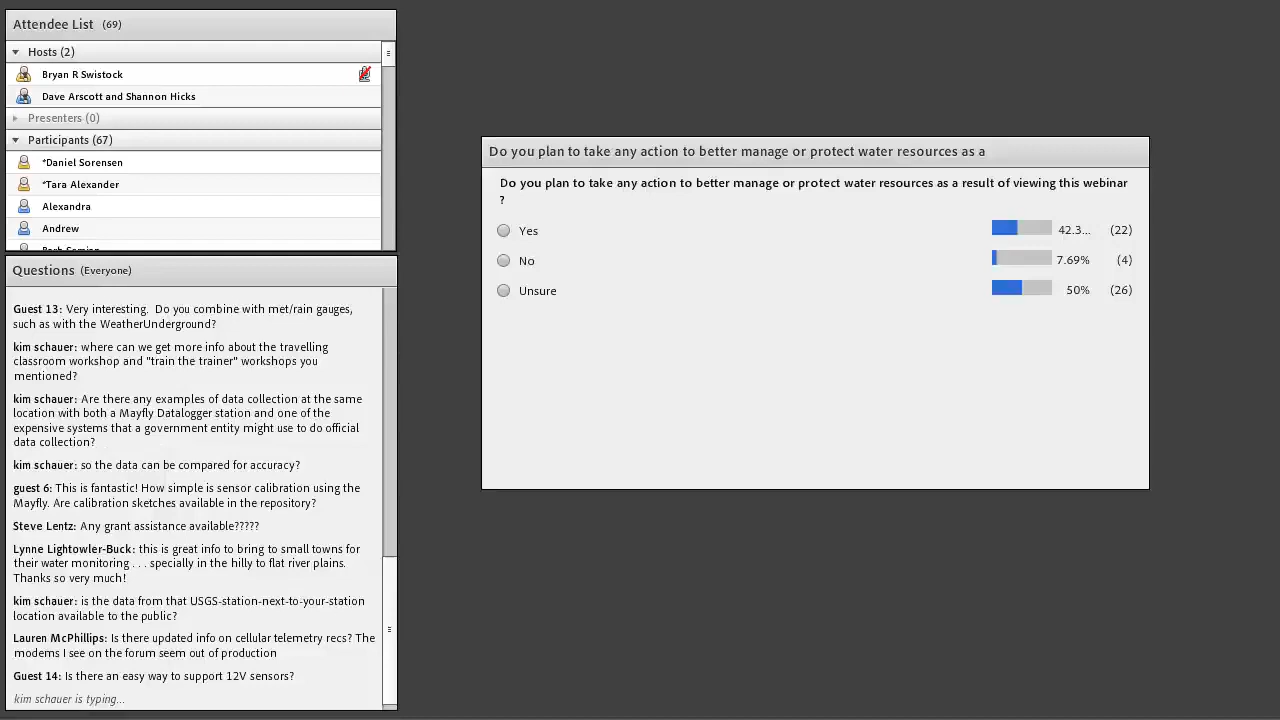 Attendee List (69)
Hosts (2)
Bryan R Swistock
Dave Arscott and Shannon Hicks
Presenters (0)
Participants (67)
*Daniel Sorensen
*Tara Alexander
Alexandra
Andrew
Questions (Everyone)
Guest 13: Very interesting. Do you combine with met/rain gauges,
such as with the WeatherUnderground?
kim schauer: where can we get more info about the travelling
classroom workshop and "train the trainer" workshops you
mentioned?
kim schauer: Are there any examples of data collection at the same
location with both a Mayfly Datalogger station and one of the
expensive systems that a government entity might use to do official
data collection?
kim schauer: so the data can be compared for accuracy?
guest 6: This is fantastic! How simple is sensor calibration using the
Mayfly. Are calibration sketches available in the repository?
Steve Lentz: Any grant assistance available?????
Lynne Lightowler-Buck: this is great info to bring to small towns for
their water monitoring . . . specially in the hilly to flat river plains.
Thanks so very much!
kim schauer: is the data from that USGS-station-next-to-your-station
location available to the public?
Lauren McPhillips: Is there updated info on cellular telemetry recs? The
modems I see on the forum seem out of production
Guest 14: Is there an easy way to support 12V sensors?
kim schauer is typing...
Do you plan to take any action to better manage or protect water resources as a
Do you plan to take any action to better manage or protect water resources as a result of viewing this webinar
?
Yes 42.3... (22)
No 7.69% (4)
Unsure 50% (26)